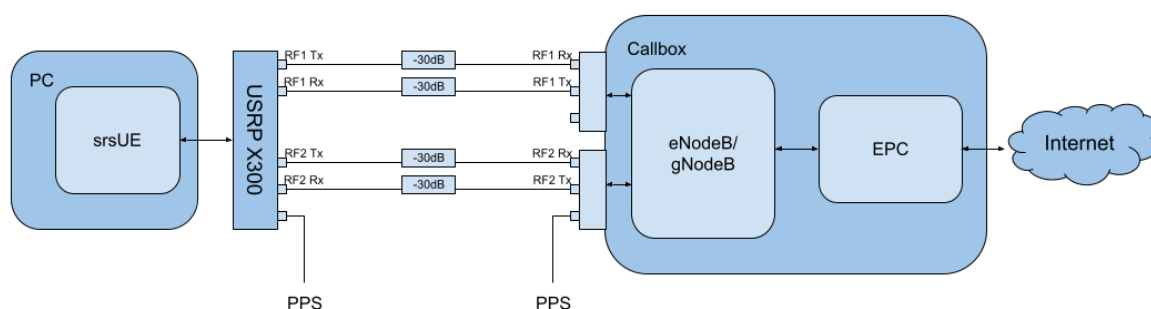 PC
srsUE
USRP X300
RF1 Tx
-30dB
RF1 Rx
RF1 Rx
-30dB
RF1 Tx
RF2 Tx
-30dB
RF2 Rx
RF2 Rx
-30dB
RF2 Tx
PPS
PPS
Callbox
eNodeB/
gNodeB
EPC
Internet